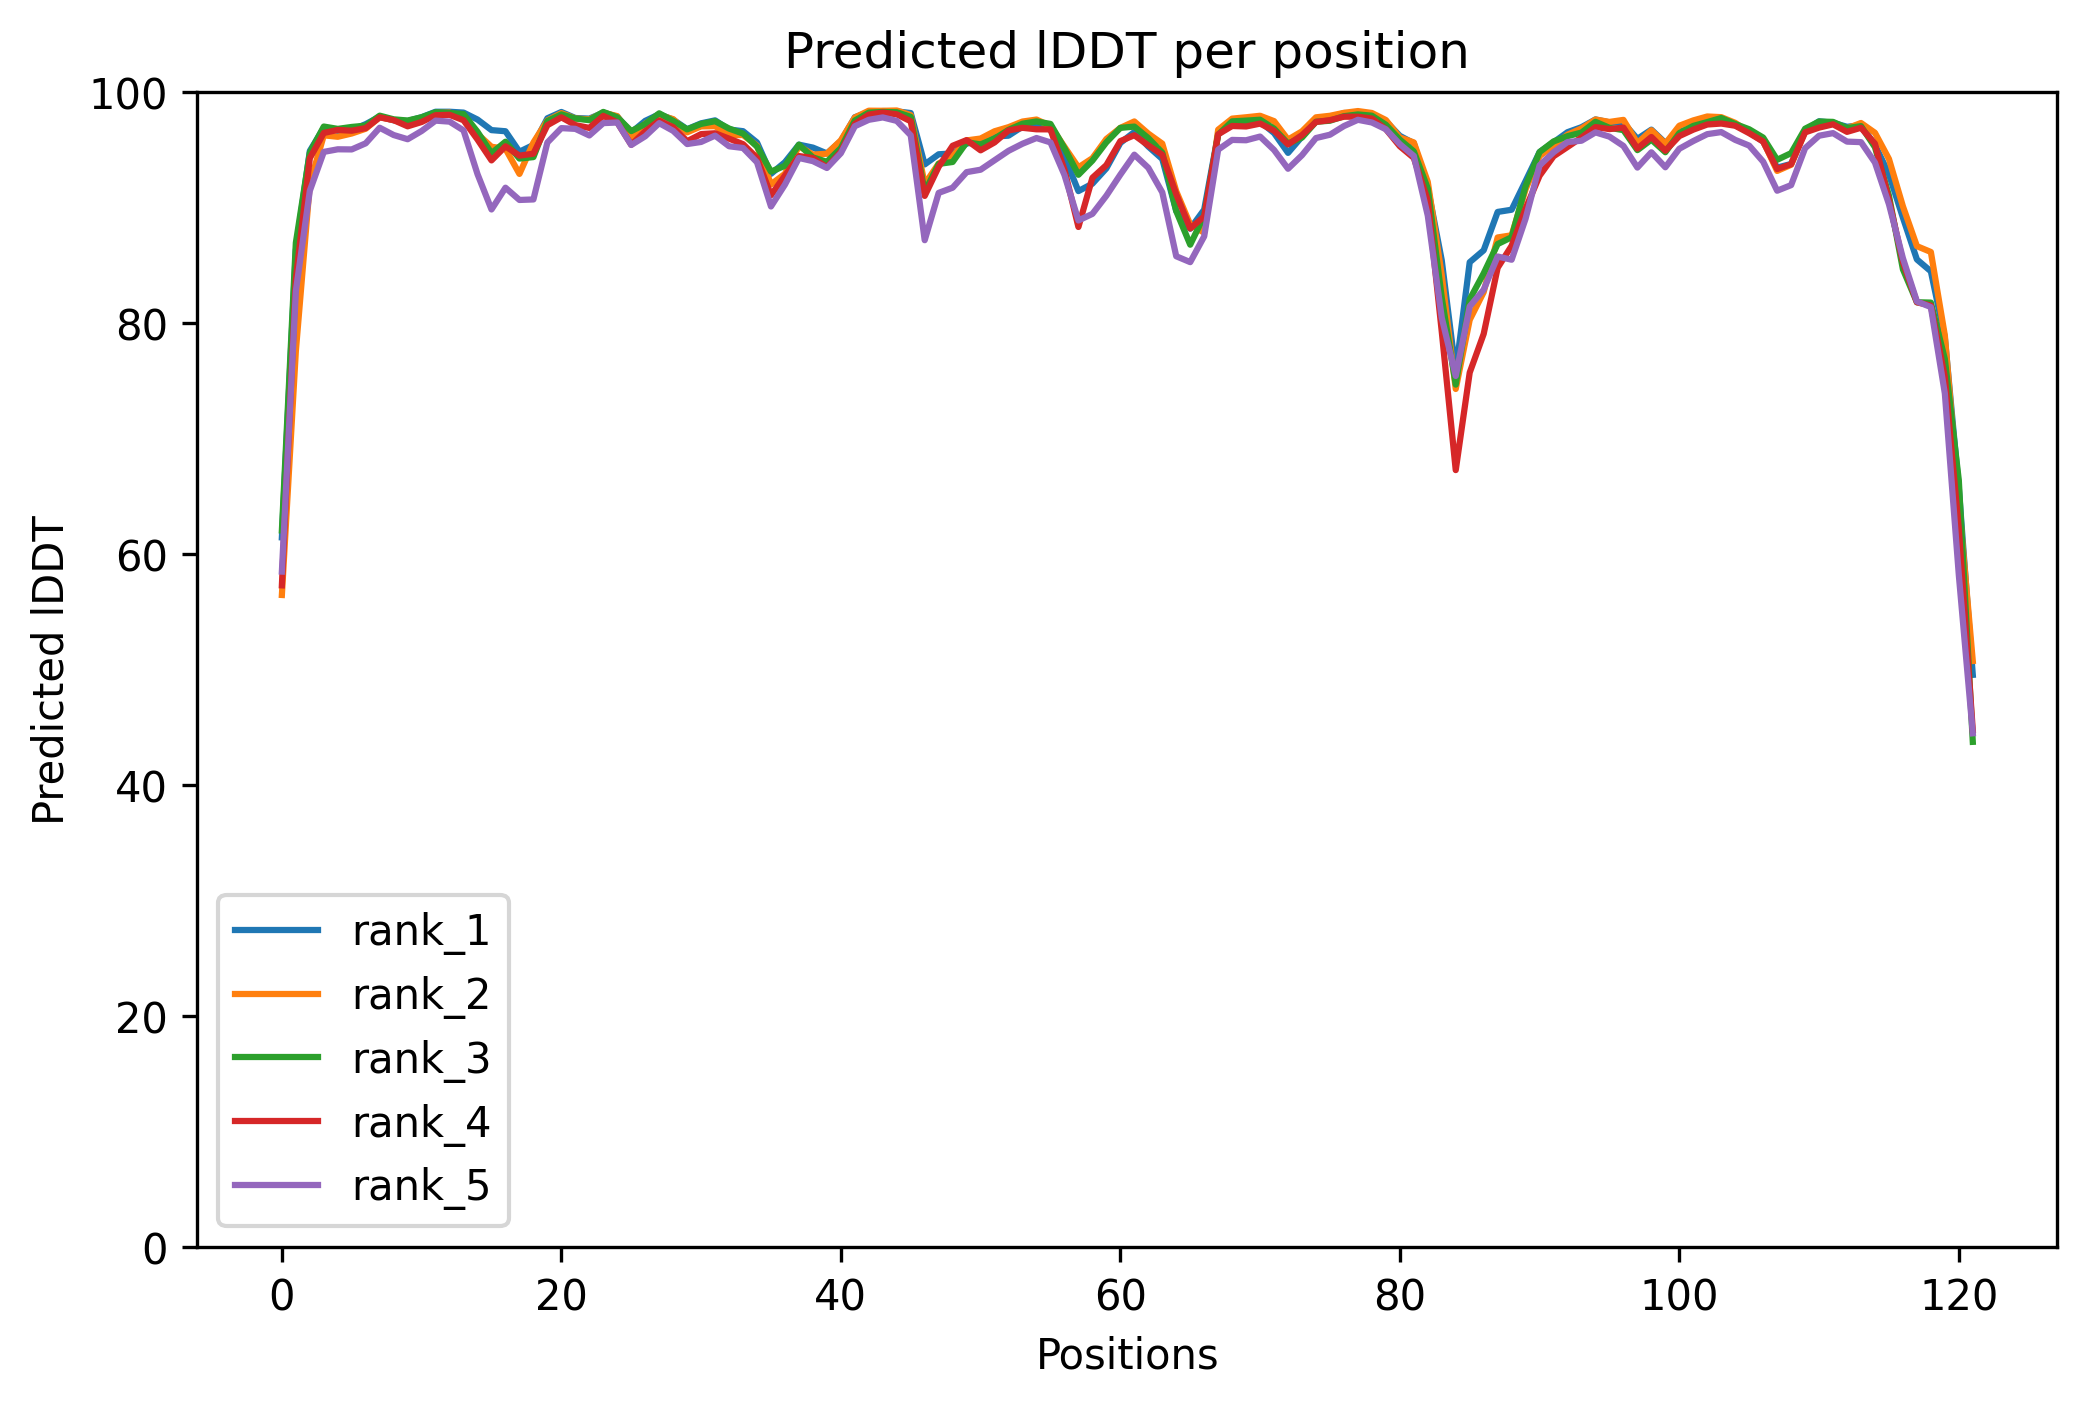 Predicted lDDT per position
100
80
60
40
20
0
Predicted lDDT
rank_1
rank_2
rank_3
rank_4
rank_5
0 20 40 60 80 100 120
Positions